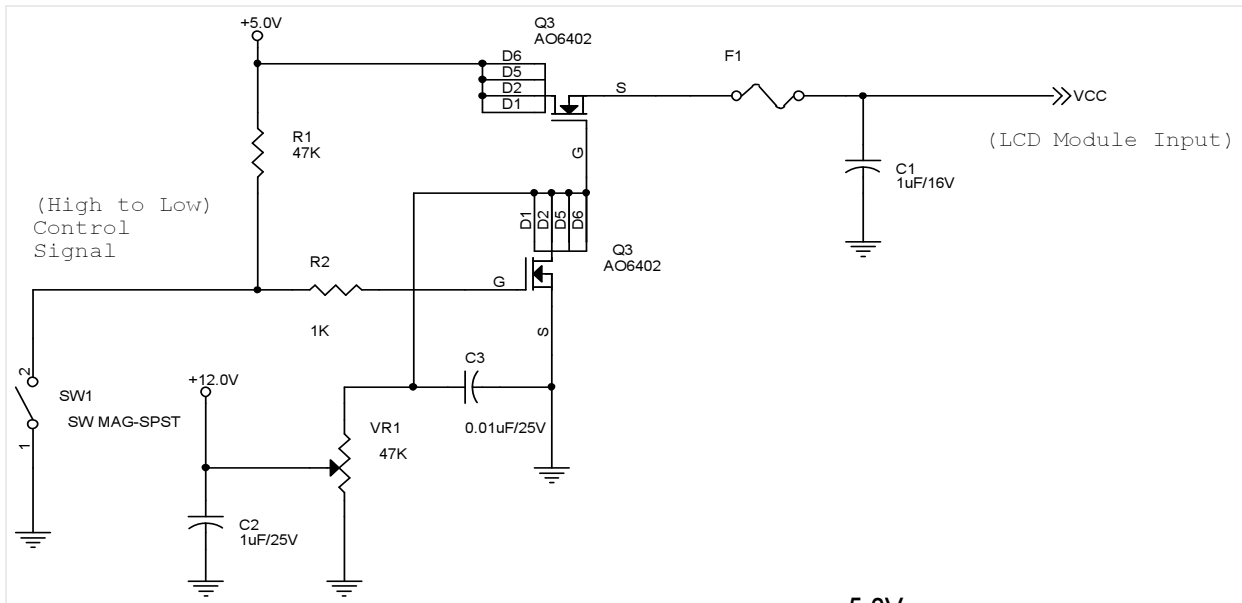 +5.0V
Q3
AO6402
D6
D5
D2
D1
S
G
F1
VCC
(LCD Module Input)
R1
47K
C1
1uF/16V
(High to Low)
Control
Signal
D1
D2
D5
D6
Q3
AO6402
R2
1K
G
S
2
SW1
SW MAG-SPST
1
+12.0V
C3
0.01uF/25V
VR1
47K
C2
1uF/25V